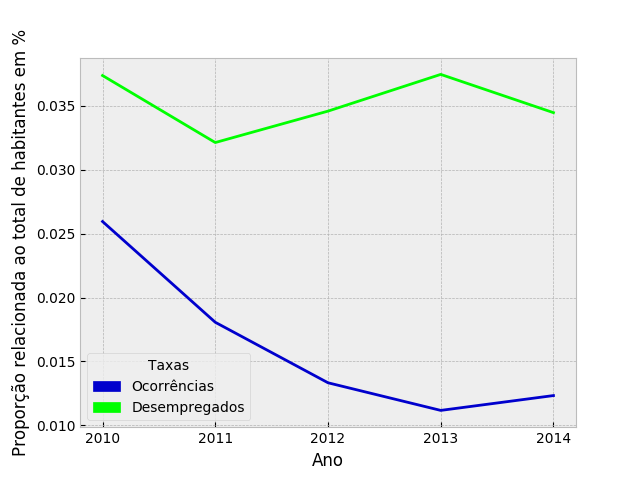 Proporção relacionada ao total de habitantes em %
0.035
0.030
0.025
0.020
0.015
0.010
Taxas
Ocorrências
Desempregados
2010 2011 2012 2013 2014
Ano